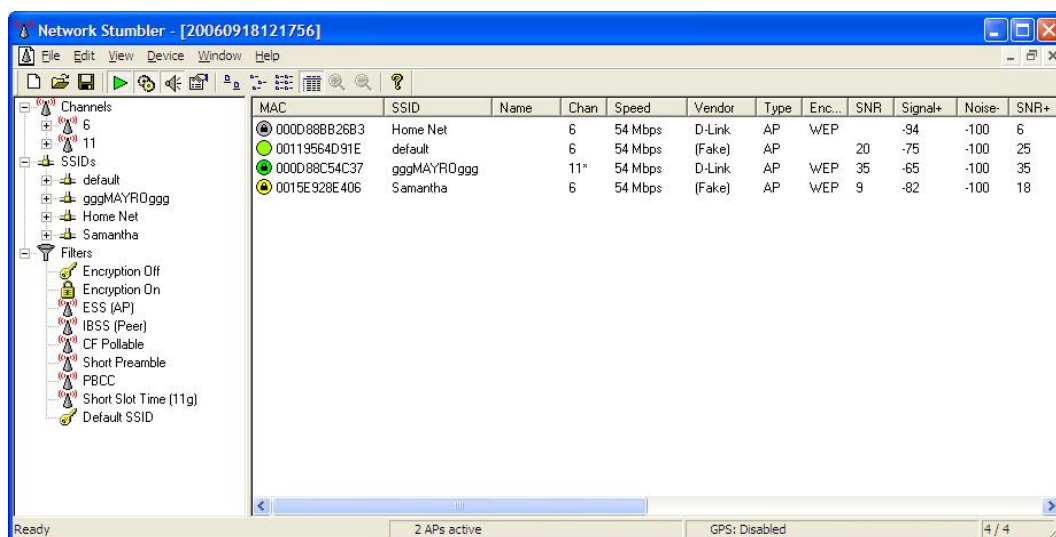 Network Stumbler - [20060918121756]
File Edit View Device Window Help
Channels
6
11
SSIDs
default
gggMAYROggg
Home Net
Samantha
Filters
Encryption Off
Encryption On
ESS (AP)
IBSS (Peer)
CF Pollable
Short Preamble
PBCC
Short Slot Time (11g)
Default SSID
MAC SSID Name Chan Speed Vendor Type Enc... SNR Signal+ Noise- SNR+
000D88BB26B3 Home Net 6 54 Mbps D-Link AP WEP -94 -100 6
00119564D91E default 6 54 Mbps (Fake) AP 20 -75 -100 25
000D88C54C37 gggMAYROggg 11* 54 Mbps D-Link AP WEP 35 -65 -100 35
0015E928E406 Samantha 6 54 Mbps (Fake) AP WEP 9 -82 -100 18
Ready 2 APs active GPS: Disabled 4 / 4